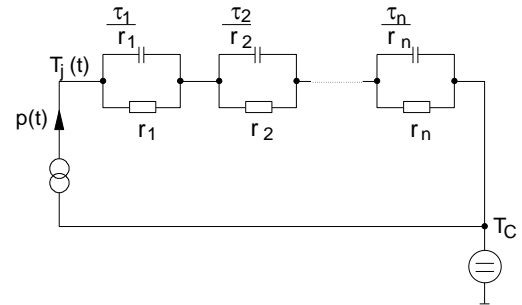 τ1 τ2 τn
r1 r2 rn
Tj(t)
p(t)
r1 r2 rn
TC